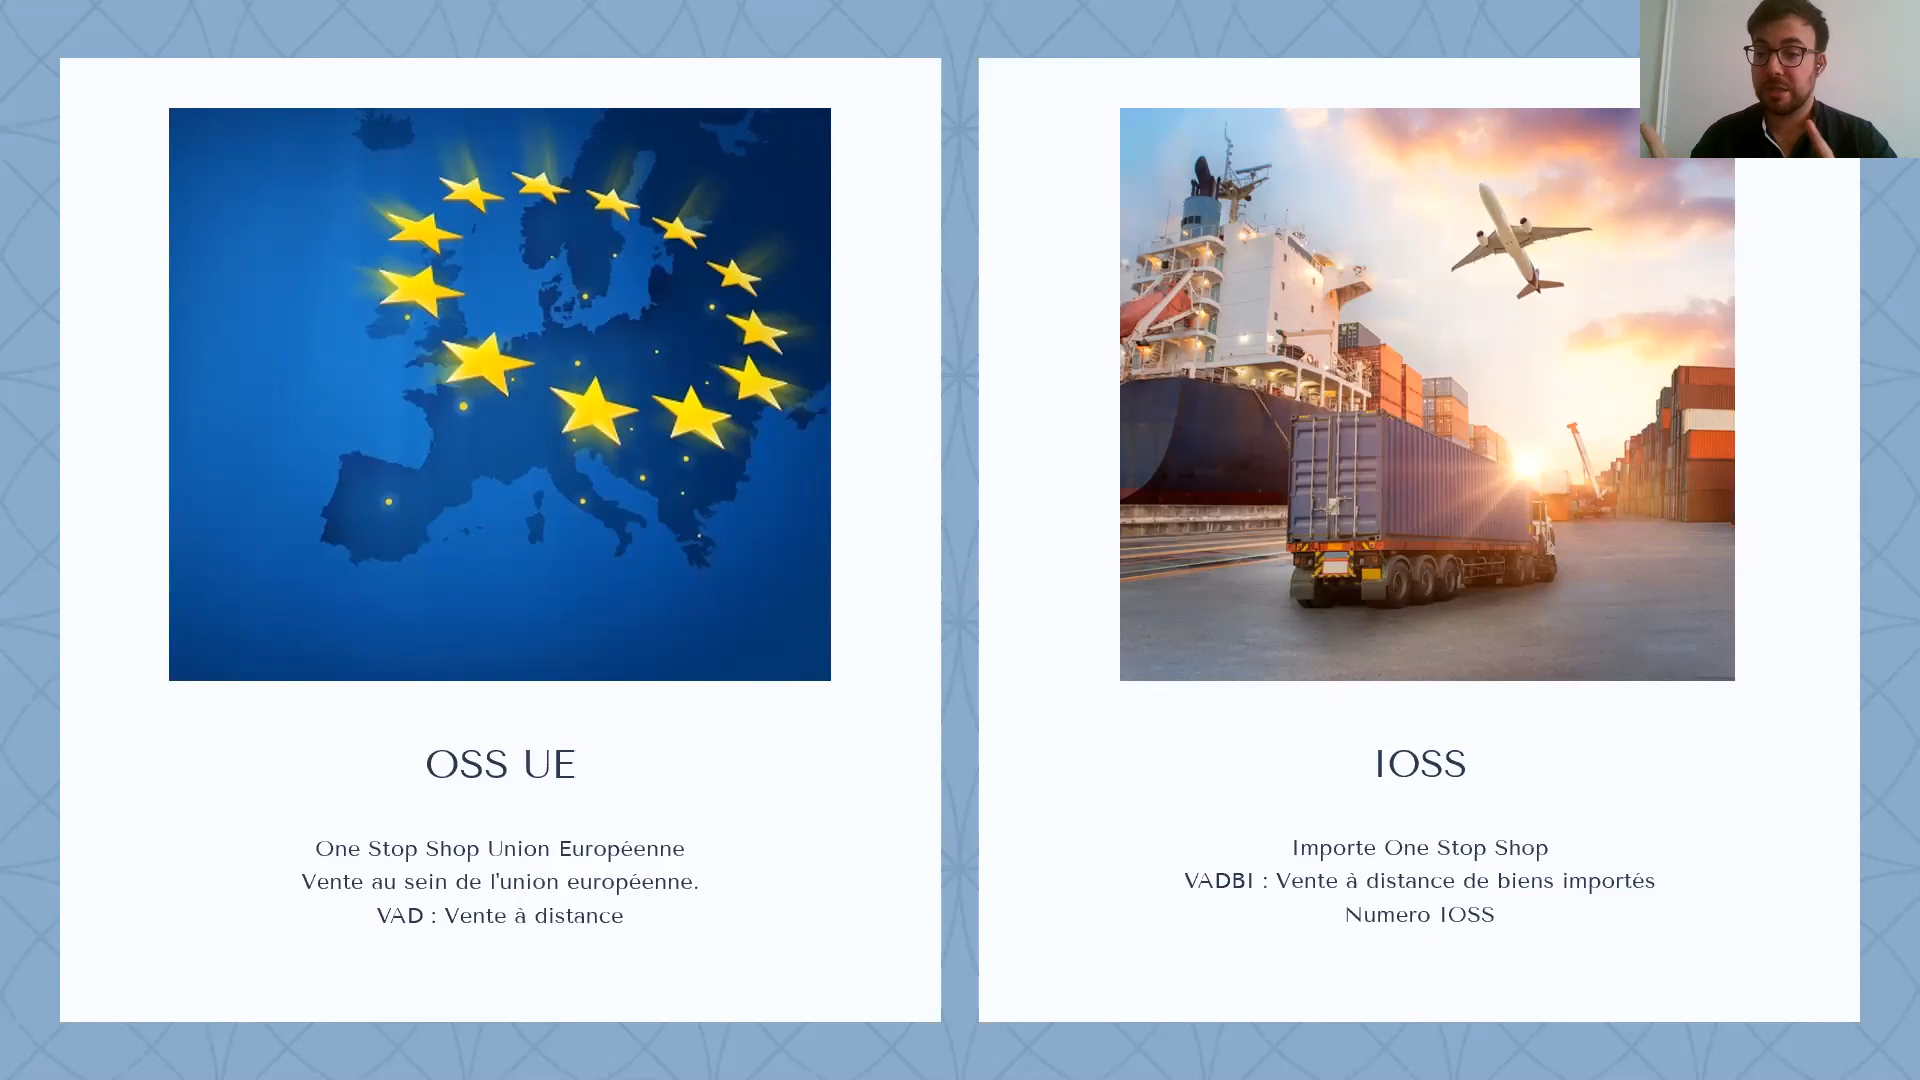 OSS UE
One Stop Shop Union Européenne
Vente au sein de l'union européenne.
VAD : Vente à distance
IOSS
Importe One Stop Shop
VADBI : Vente à distance de biens importés
Numero IOSS